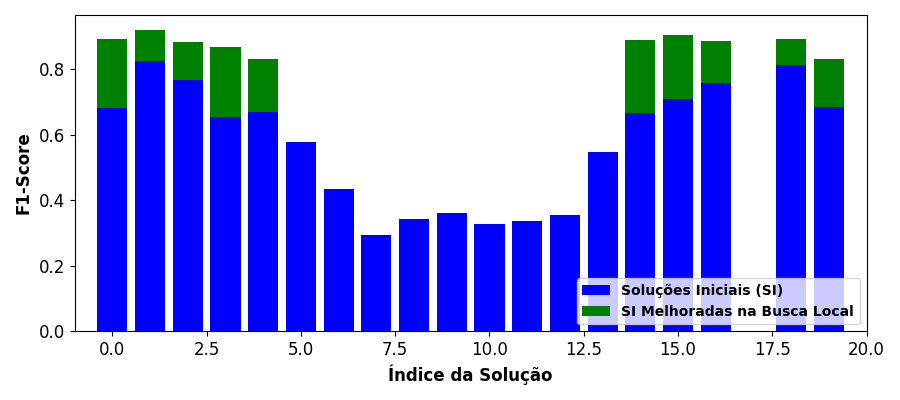 F1-Score
0.8
0.6
0.4
0.2
0.0
Soluções Iniciais (SI)
SI Melhoradas na Busca Local
0.0 2.5 5.0 7.5 10.0 12.5 15.0 17.5 20.0
Índice da Solução